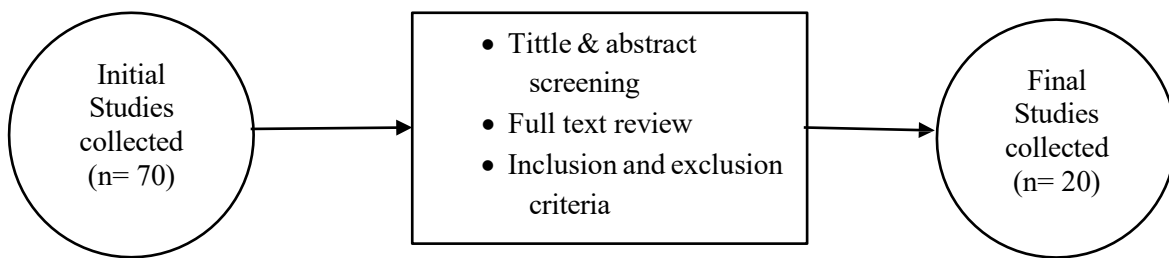 Initial
Studies
collected
(n= 70)
• Tittle & abstract
screening
• Full text review
• Inclusion and exclusion
criteria
Final
Studies
collected
(n= 20)